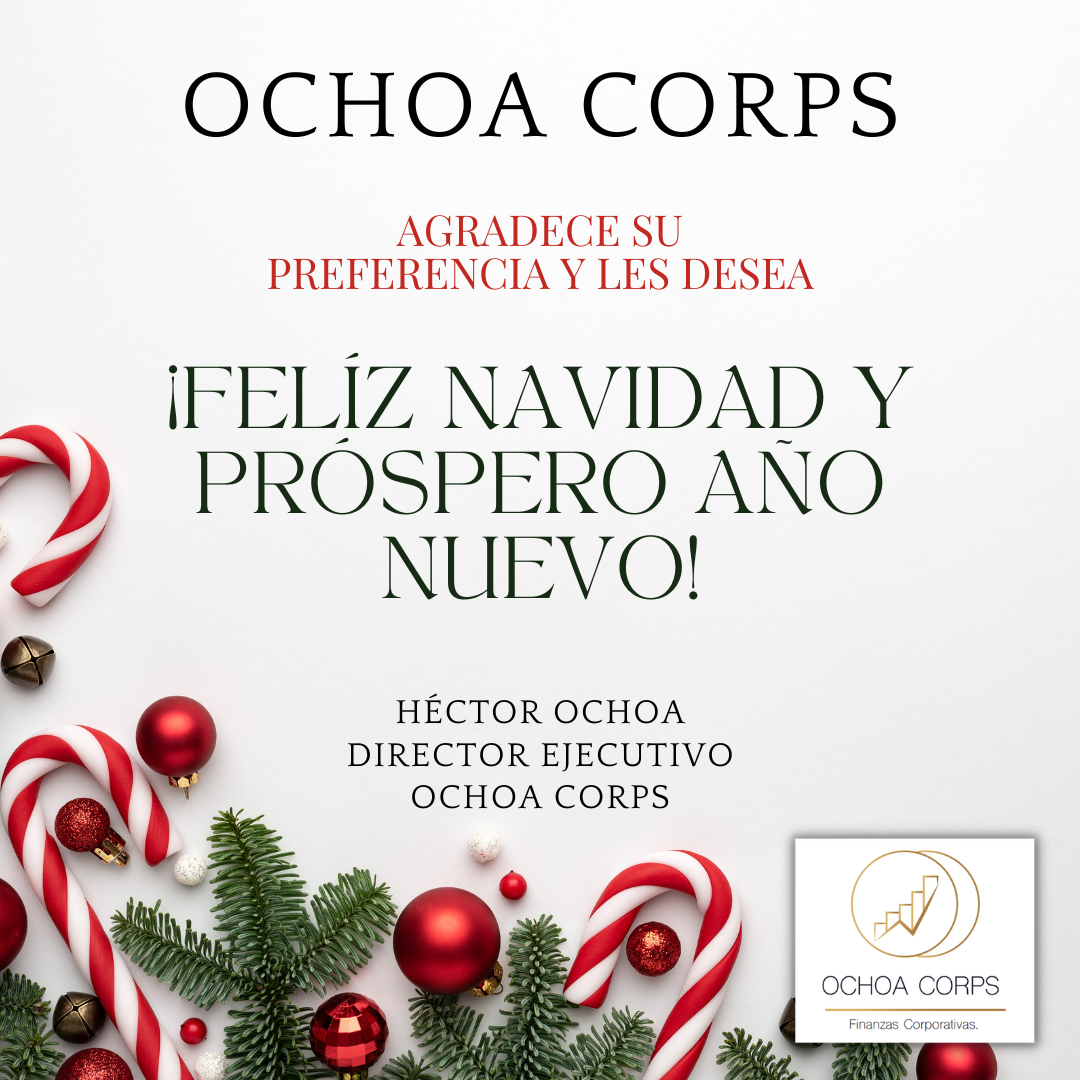 OCHOA CORPS
AGRADECE SU
PREFERENCIA Y LES DESEA
¡FELÍZ NAVIDAD Y
PRÓSPERO AÑO
NUEVO!
HÉCTOR OCHOA
DIRECTOR EJECUTIVO
OCHOA CORPS
OCHOA CORPS
Finanzas Corporativas.